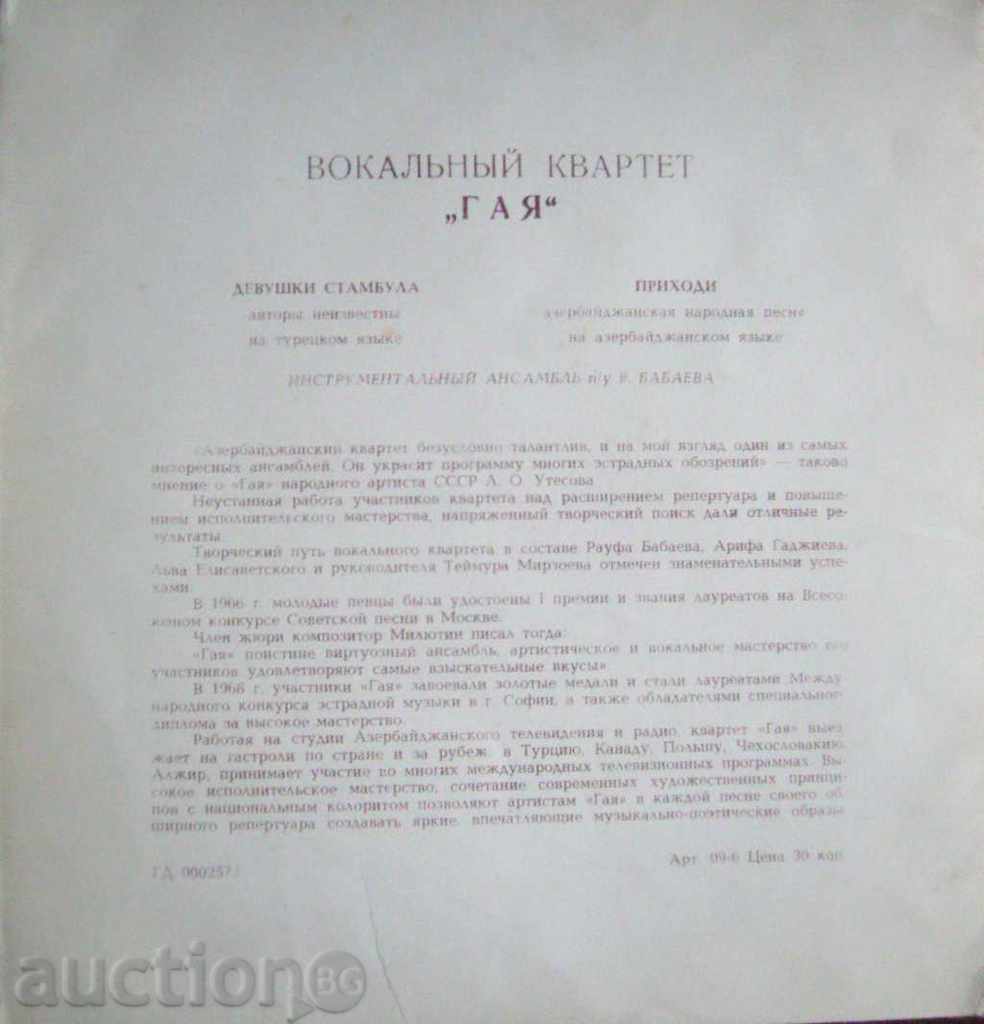 ВОКАЛЬНЫЙ КВАРТЕТ
„ГАЯ“
ДЕВУШКИ СТАМБУЛА
авторы неизвестны
на турецком языке
ПРИХОДИ
азербайджанская народная песня
на азербайджанском языке
ИНСТРУМЕНТАЛЬНЫЙ АНСАМБЛЬ п/у Р. БАБАЕВА
«Азербайджанский квартет безусловно талантлив, и на мой взгляд один из самых
интересных ансамблей. Он украсит программу многих эстрадных обозрений» — таково
мнение о «Гая» народного артиста СССР Л. О. Утесова
Неустанная работа участников квартета над расширением репертуара и повыше-
нием исполнительского мастерства, напряженный творческий поиск дали отличные ре-
зультаты.
Творческий путь вокального квартета в составе Рауфа Бабаева, Арифа Гаджиева,
Льва Елисаветского и руководителя Теймура Мирзоева отмечен знаменательными успе-
хами.
В 1966 г. молодые певцы были удостоены I премии и звания лауреатов на Всесо-
юзном конкурсе Советской песни в Москве.
Член жюри композитор Милютин писал тогда:
«Гая» поистине виртуозный ансамбль, артистическое и вокальное мастерство его
участников удовлетворяют самые взыскательные вкусы».
В 1968 г. участники «Гая» завоевали золотые медали и стали лауреатами Между-
народного конкурса эстрадной музыки в г. Софии, а также обладателями специального
диплома за высокое мастерство.
Работая на студии Азербайджанского телевидения и радио, квартет «Гая» выез-
жает на гастроли по стране и за рубеж: в Турцию, Канаду, Польшу, Чехословакию,
Алжир, принимает участие во многих международных телевизионных программах. Вы-
сокое исполнительское мастерство, сочетание современных художественных принци-
пов с национальным колоритом позволяют артистам «Гая» в каждой песне своего об-
ширного репертуара создавать яркие, впечатляющие музыкально-поэтические образы
ГД 000257
Арт. 09-6 Цена 30 коп.
auctionBG